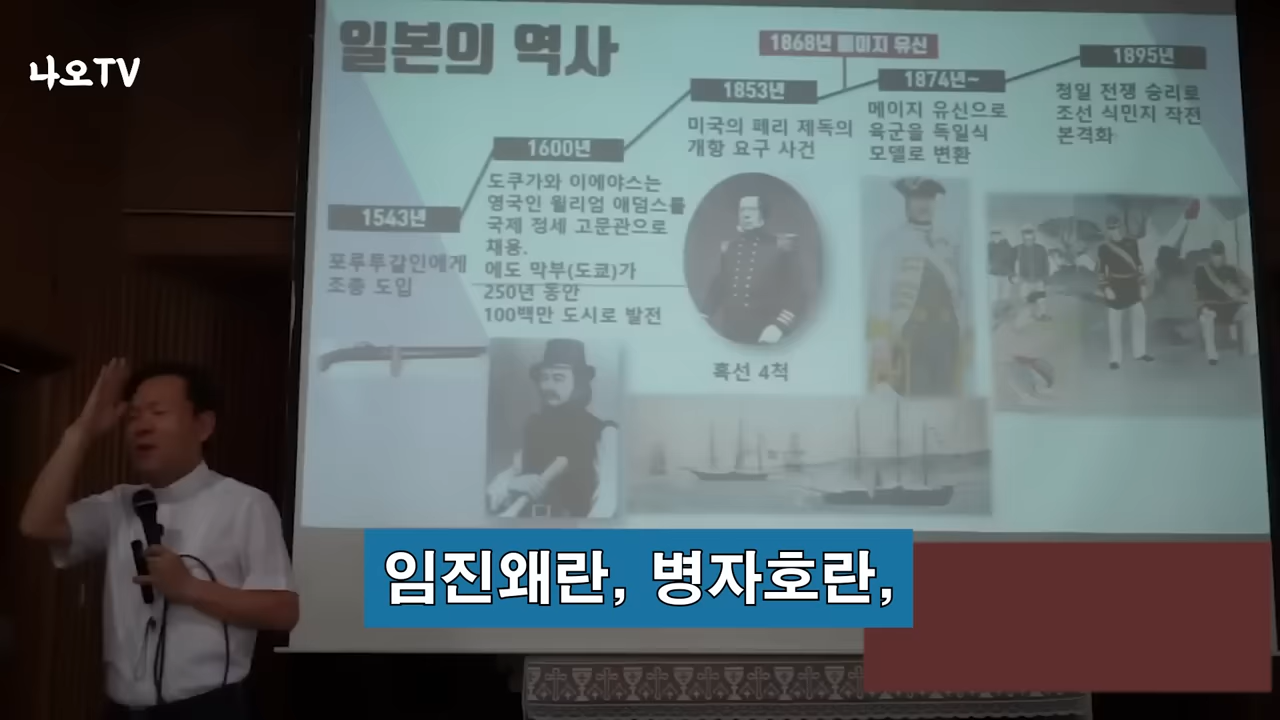 나오TV
일본의 역사
1543년
포루투갈인에게
조총 도입
1600년
도쿠가와 이에야스는
영국인 윌리엄 애덤스를
국제 정세 고문관으로
채용.
에도 막부(도쿄)가
250년 동안
100백만 도시로 발전
1853년
미국의 페리 제독의
개항 요구 사건
흑선 4척
1868년 메이지 유신
1874년~
메이지 유신으로
육군을 독일식
모델로 변환
1895년
청일 전쟁 승리로
조선 식민지 작전
본격화
임진왜란, 병자호란,